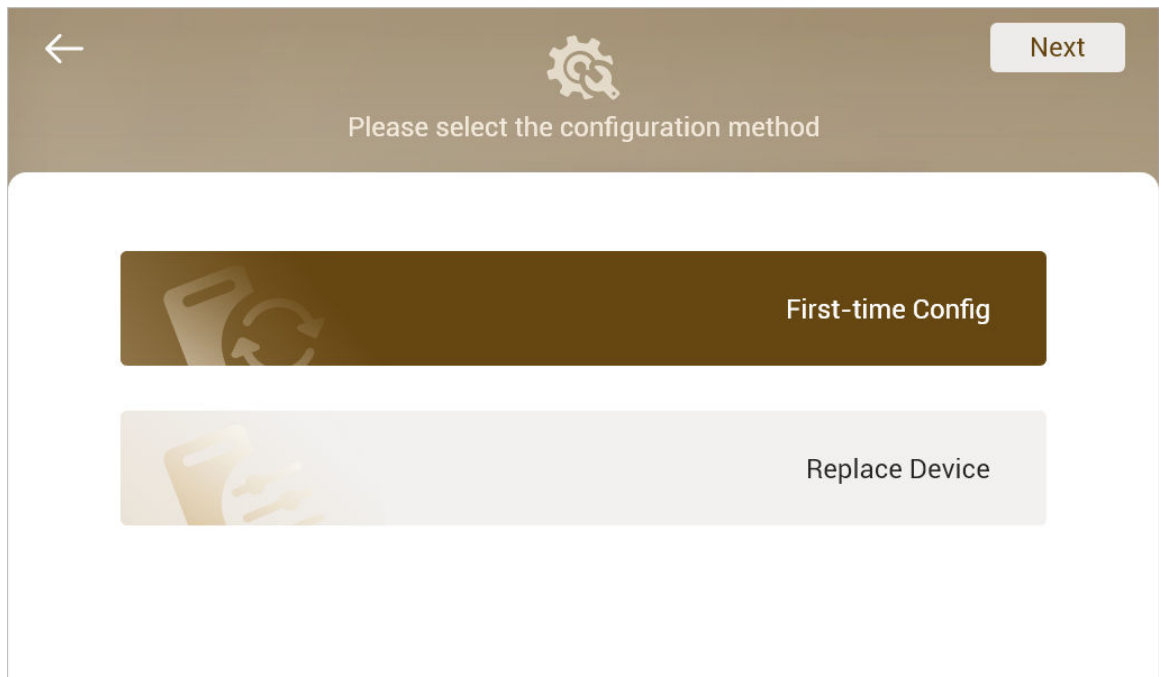 Next
Please select the configuration method
First-time Config
Replace Device